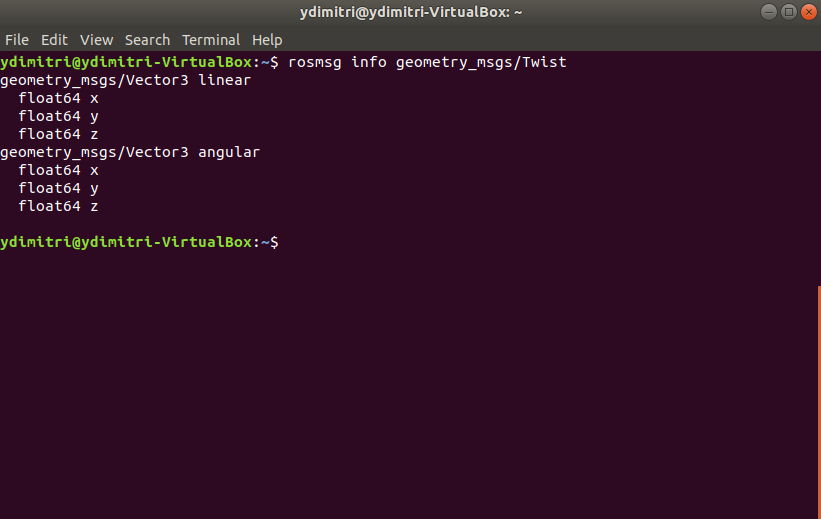 ydimitri@ydimitri-VirtualBox: ~
File Edit View Search Terminal Help
ydimitri@ydimitri-VirtualBox:~$ rosmsg info geometry_msgs/Twist
geometry_msgs/Vector3 linear
  float64 x
  float64 y
  float64 z
geometry_msgs/Vector3 angular
  float64 x
  float64 y
  float64 z
ydimitri@ydimitri-VirtualBox:~$